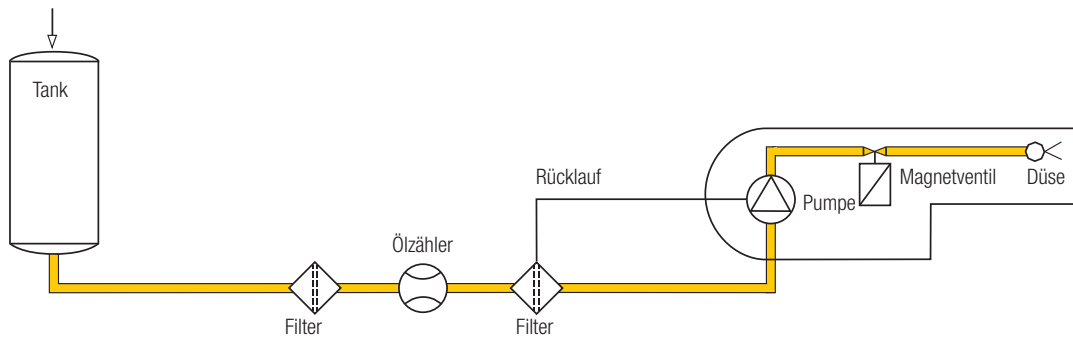 Tank
Rücklauf
Magnetventil
Düse
Pumpe
Ölzähler
Filter
Filter